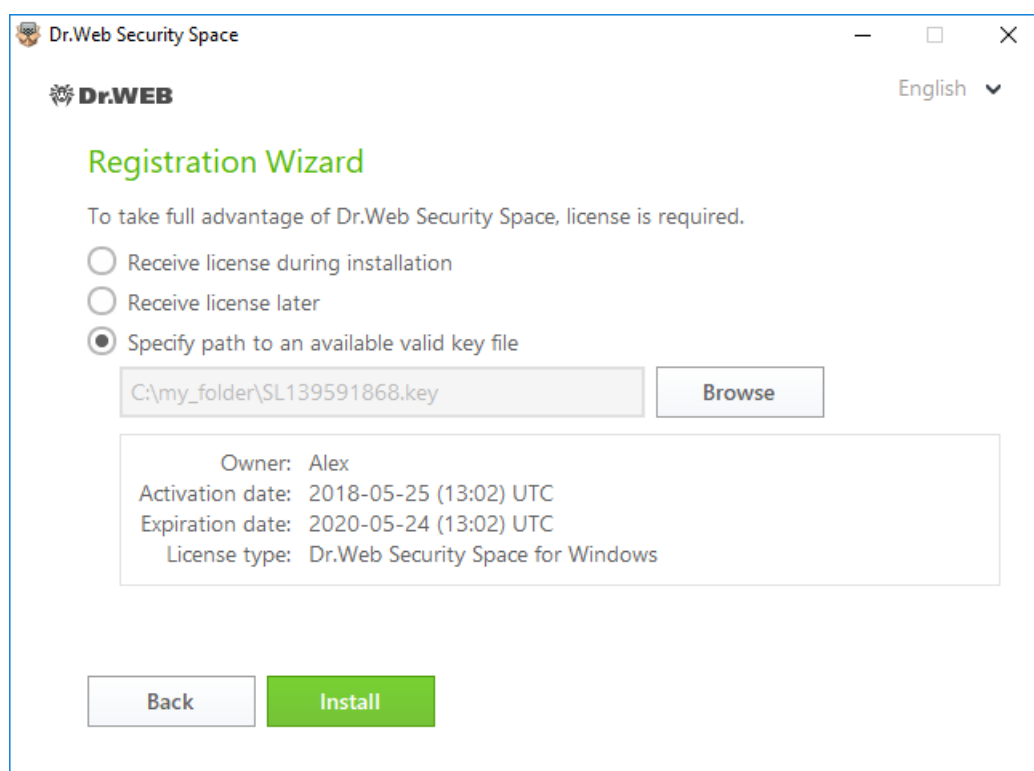 Dr.Web Security Space
Dr.WEB
English
Registration Wizard
To take full advantage of Dr.Web Security Space, license is required.
Receive license during installation
Receive license later
Specify path to an available valid key file
C:\my_folder\SL139591868.key
Browse
Owner: Alex
Activation date: 2018-05-25 (13:02) UTC
Expiration date: 2020-05-24 (13:02) UTC
License type: Dr.Web Security Space for Windows
Back
Install